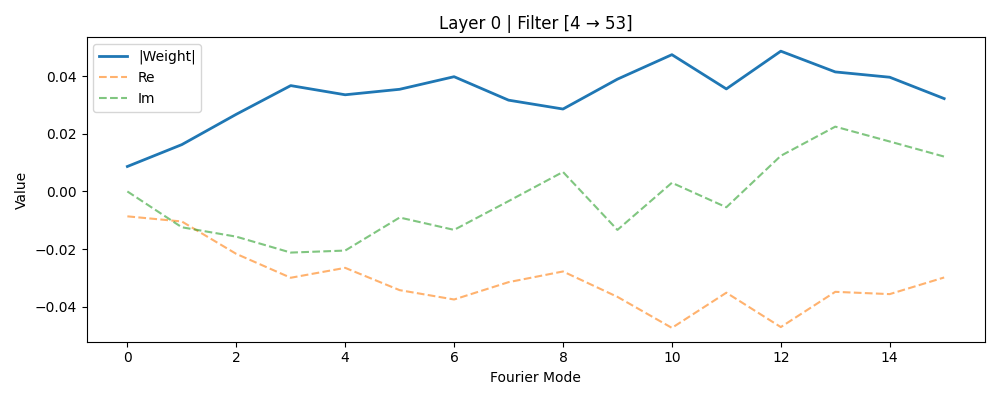 Layer 0 | Filter [4 → 53]
|Weight|
Re
Im
Value
0.04
0.02
0.00
−0.02
−0.04
0 2 4 6 8 10 12 14
Fourier Mode